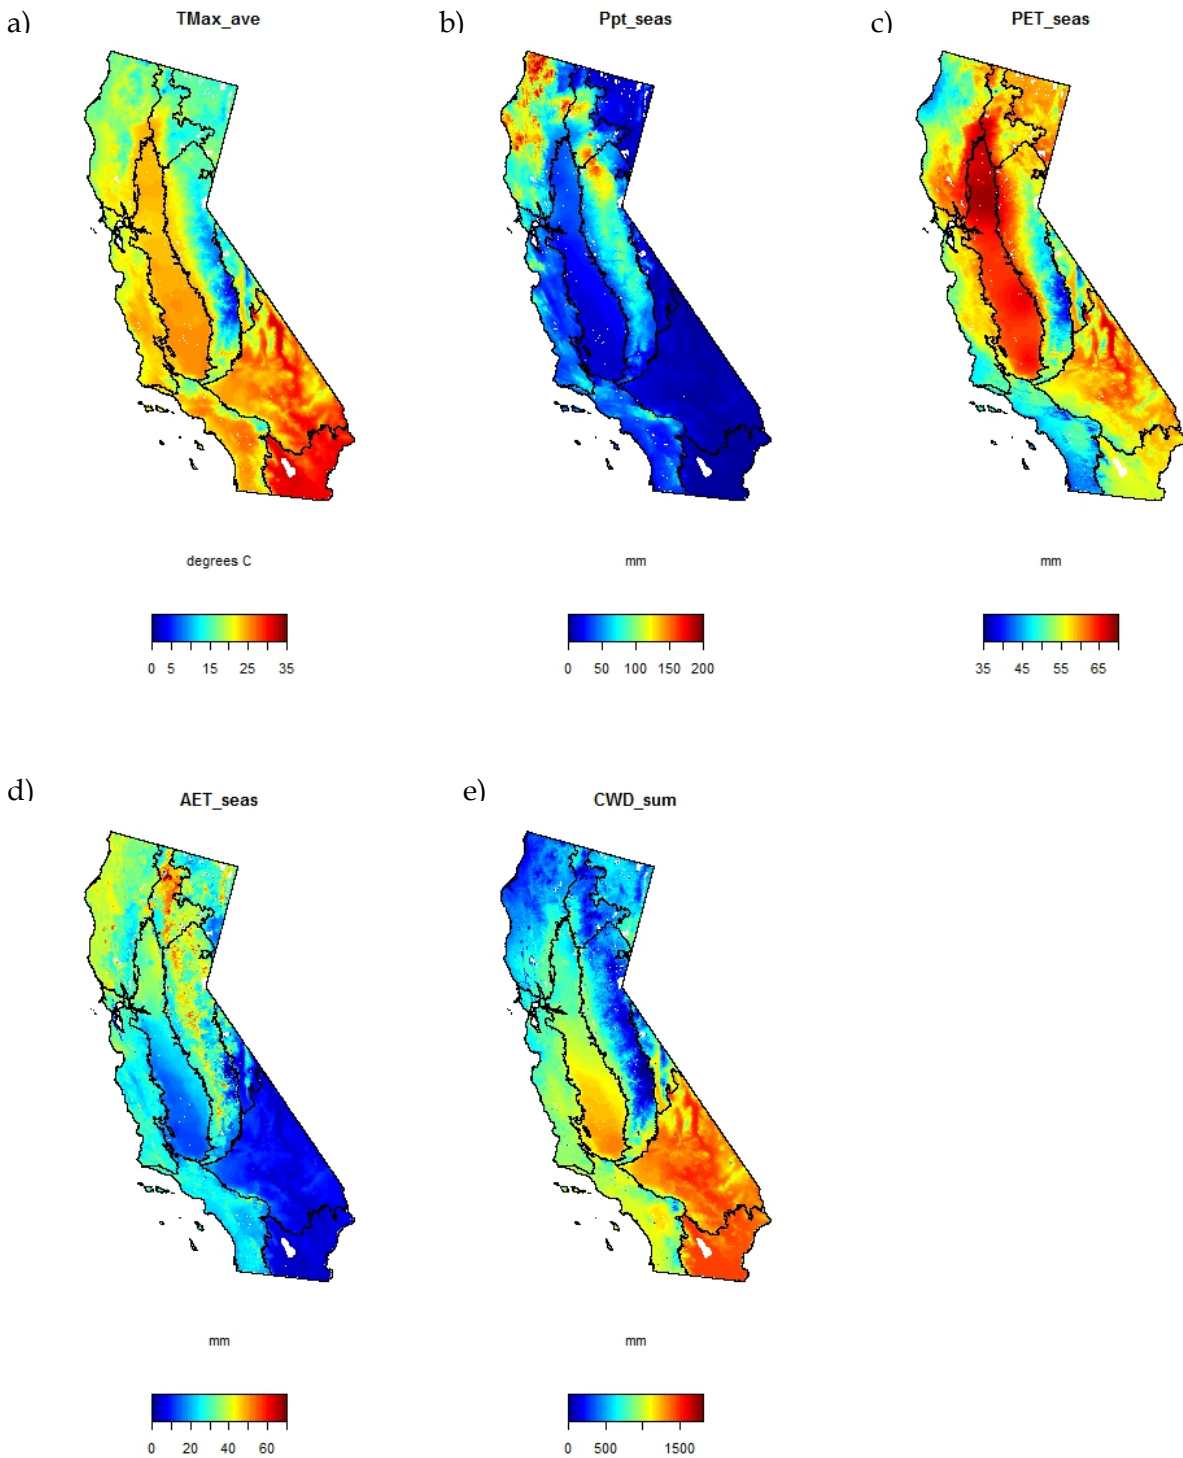 a) TMax_ave b) Ppt_seas c) PET_seas
degrees C mm mm
0 5 15 25 35 0 50 100 150 200 35 45 55 65
d) AET_seas e) CWD_sum
mm mm
0 20 40 60 0 500 1500